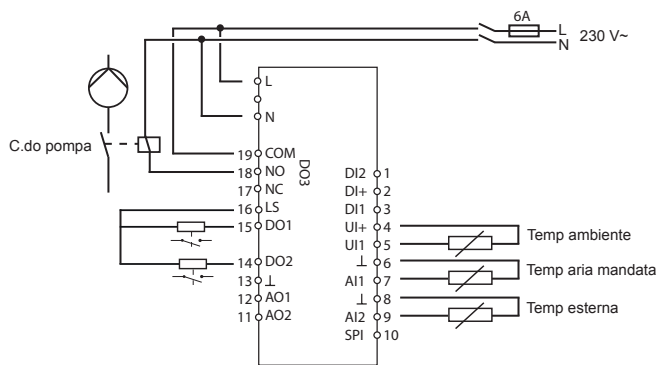 6A
L
N
230 V~
L
N
C.do pompa
DO3
19 COM
18 NO
17 NC
16 LS
15 DO1
14 DO2
13 ⊥
12 AO1
11 AO2
DI2 1
DI+ 2
DI1 3
UI+ 4
UI1 5
⊥ 6
AI1 7
⊥ 8
AI2 9
SPI 10
Temp ambiente
Temp aria mandata
Temp esterna